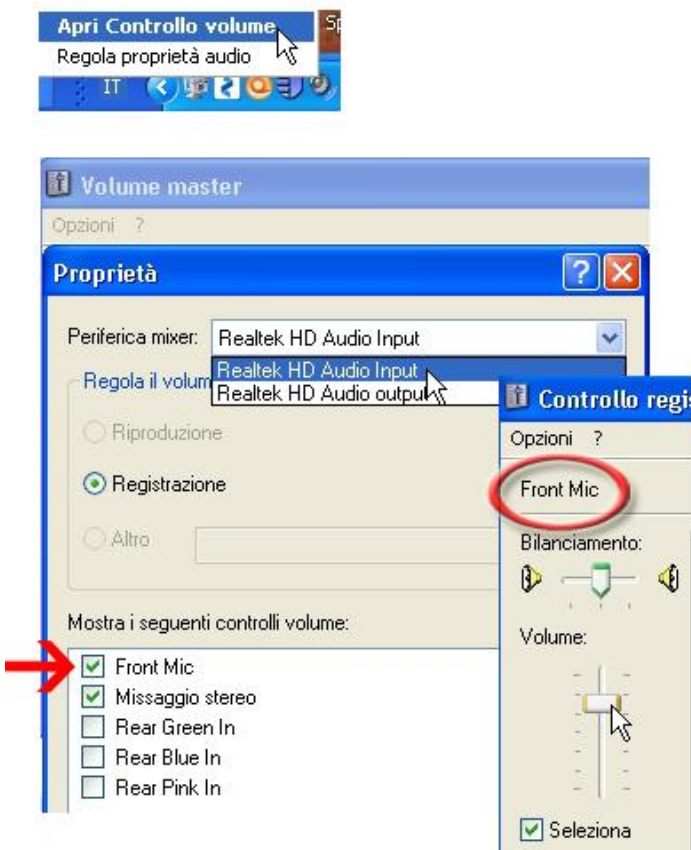 Apri Controllo volume
Regola proprietà audio
IT
Volume master
Opzioni ?
Proprietà
Periferica mixer: Realtek HD Audio Input
Realtek HD Audio Input
Realtek HD Audio output
Regola il volum
Riproduzione
Registrazione
Altro
Mostra i seguenti controlli volume:
Front Mic
Missaggio stereo
Rear Green In
Rear Blue In
Rear Pink In
Controllo regis
Opzioni ?
Front Mic
Bilanciamento:
Volume:
Seleziona